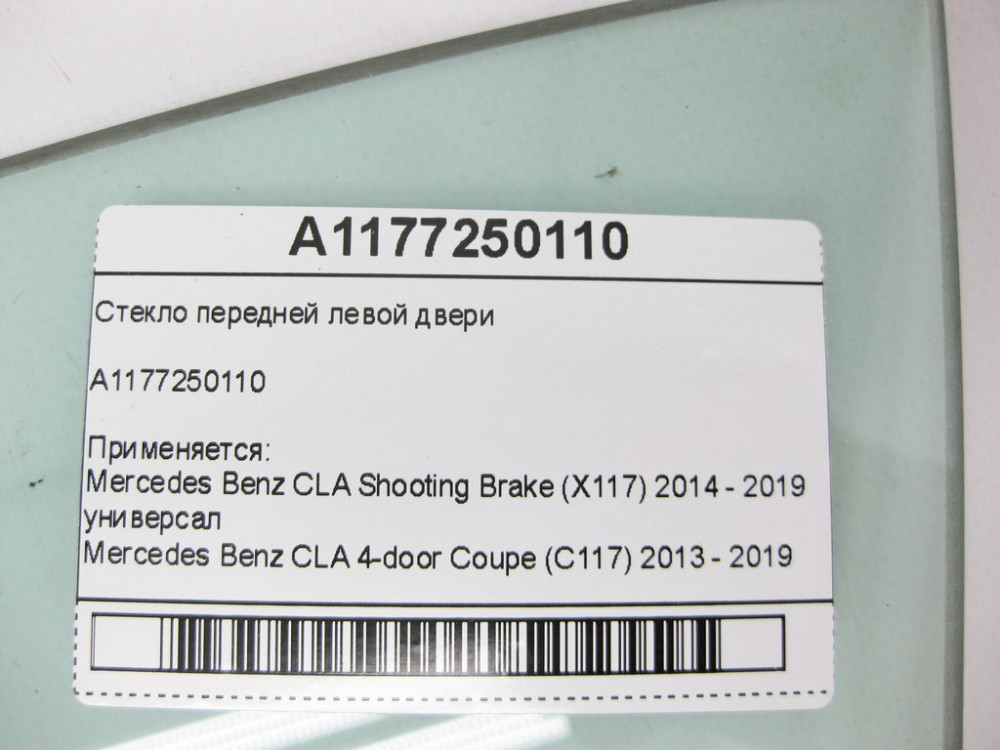 A1177250110
Стекло передней левой двери
A1177250110
Применяется:
Mercedes Benz CLA Shooting Brake (X117) 2014 - 2019
универсал
Mercedes Benz CLA 4-door Coupe (C117) 2013 - 2019